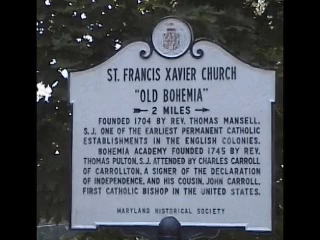 ST. FRANCIS XAVIER CHURCH
"OLD BOHEMIA"
2 MILES
FOUNDED 1704 BY REV. THOMAS MANSELL,
S.J. ONE OF THE EARLIEST PERMANENT CATHOLIC
ESTABLISHMENTS IN THE ENGLISH COLONIES.
BOHEMIA ACADEMY FOUNDED 1745 BY REV.
THOMAS PULTON, S.J. ATTENDED BY CHARLES CARROLL
OF CARROLLTON, A SIGNER OF THE DECLARATION
OF INDEPENDENCE, AND HIS COUSIN, JOHN CARROLL,
FIRST CATHOLIC BISHOP IN THE UNITED STATES.
MARYLAND HISTORICAL SOCIETY